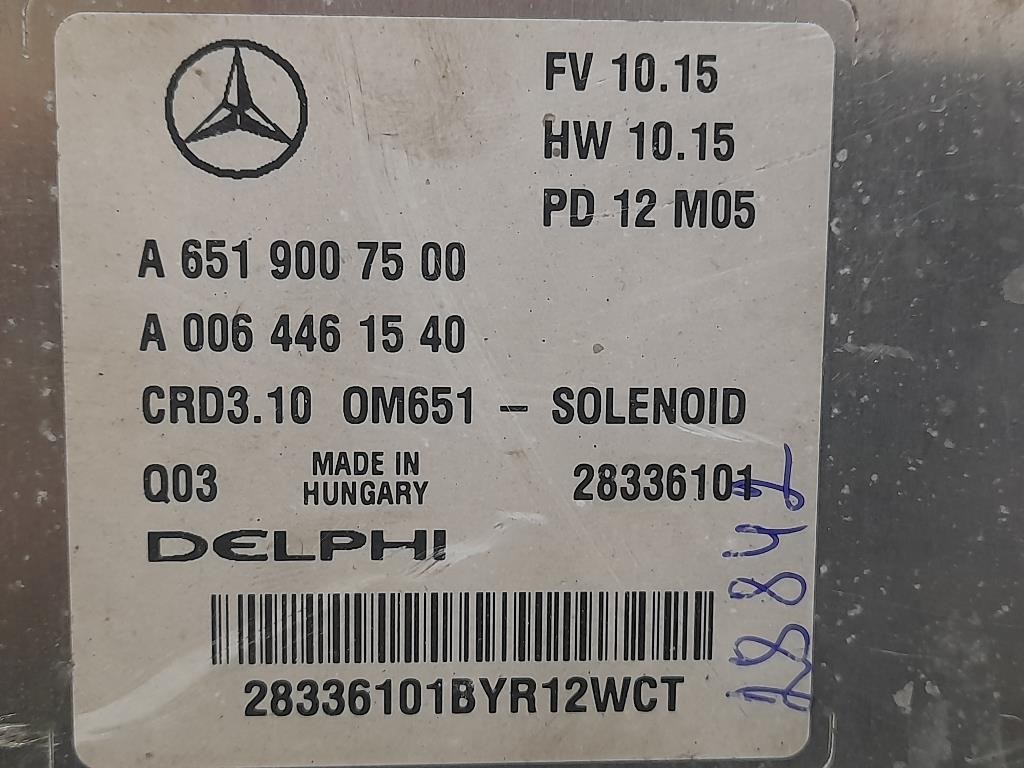 FV 10.15
HW 10.15
PD 12 M05
A 651 900 75 00
A 006 446 15 40
CRD3.10 OM651 - SOLENOID
Q03 MADE IN HUNGARY 28336101
DELPHI
28336101BYR12WCT